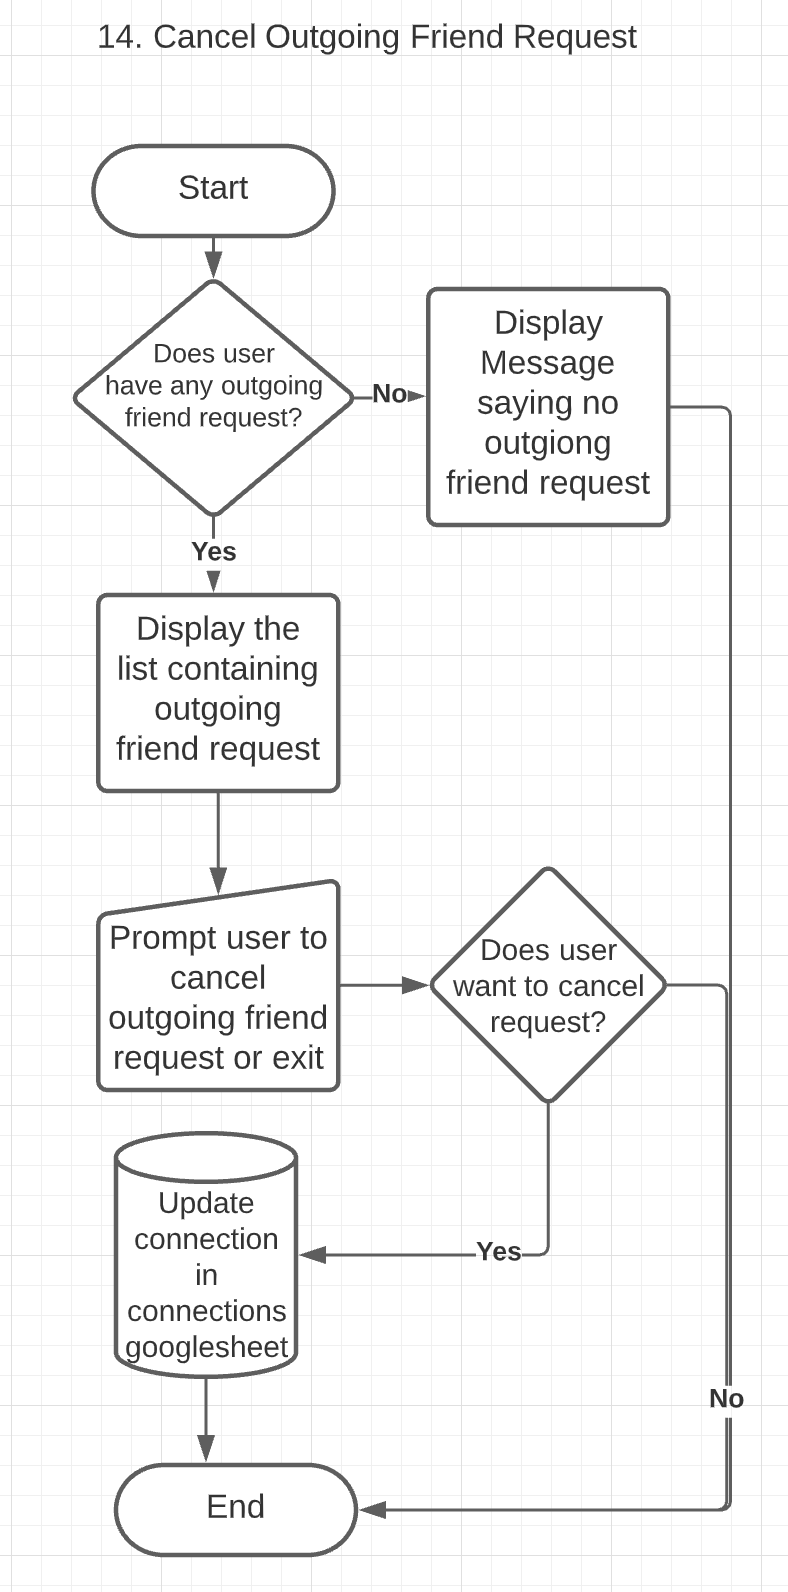 14. Cancel Outgoing Friend Request
Start
Does user
have any outgoing
friend request?
No
Display
Message
saying no
outgiong
friend request
Yes
Display the
list containing
outgoing
friend request
Prompt user to
cancel
outgoing friend
request or exit
Does user
want to cancel
request?
Yes
Update
connection
in
connections
googlesheet
No
End